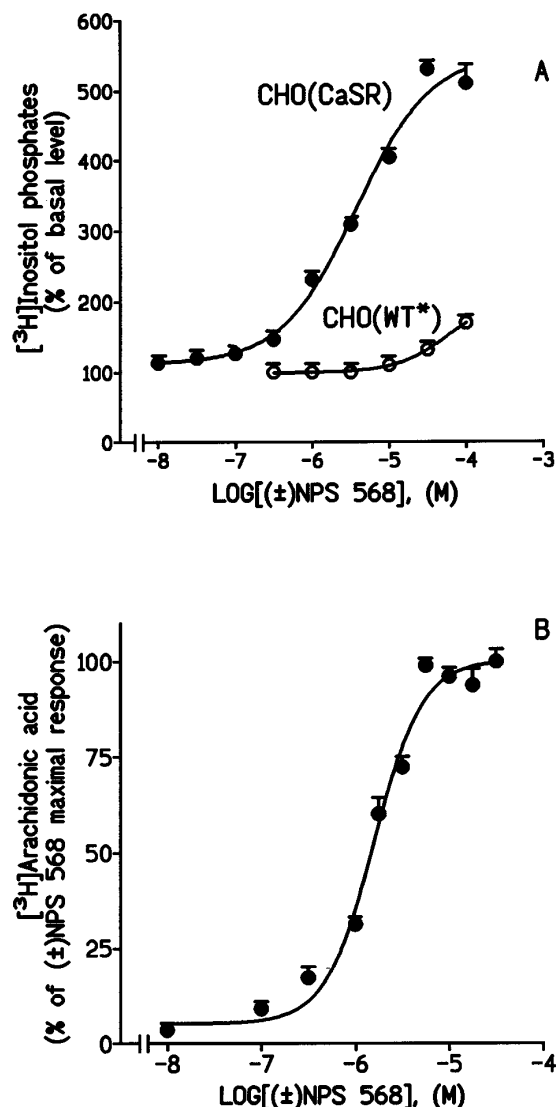 A
CHO(CaSR)
CHO(WT*)
[³H]Inositol phosphates
(% of basal level)
600
500
400
300
200
100
0
-8
-7
-6
-5
-4
-3
LOG[(±)NPS 568], (M)
B
[³H]Arachidonic acid
(% of (±)NPS 568 maximal response)
100
75
50
25
0
-8
-7
-6
-5
-4
LOG[(±)NPS 568], (M)